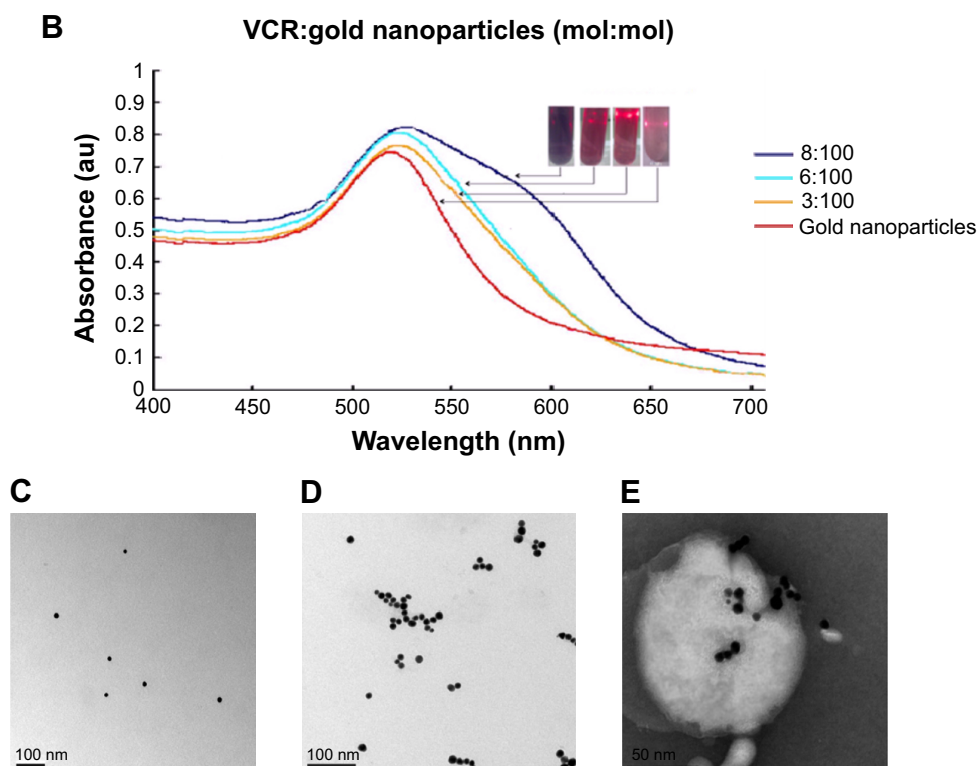 B
VCR:gold nanoparticles (mol:mol)
1
0.9
0.8
0.7
0.6
0.5
0.4
0.3
0.2
0.1
0
Absorbance (au)
400 450 500 550 600 650 700
Wavelength (nm)
8:100
6:100
3:100
Gold nanoparticles
C D E
100 nm 100 nm 50 nm